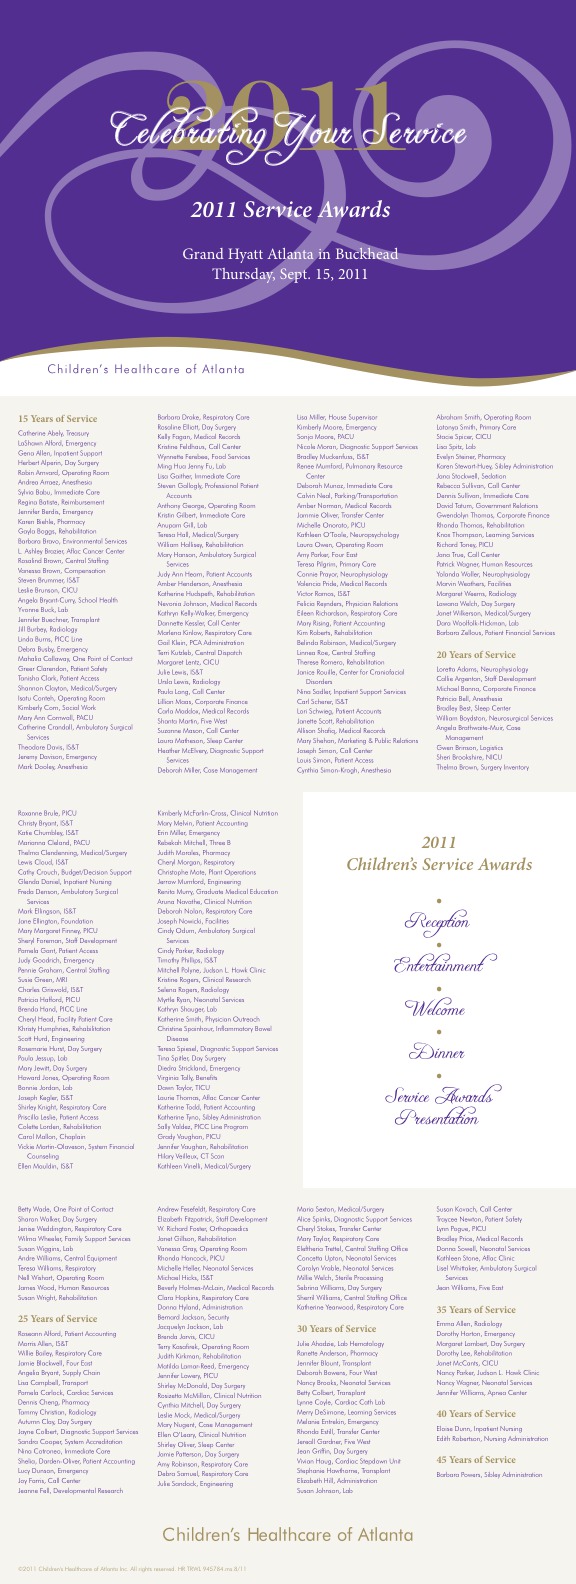 2011
Celebrating Your Service
2011 Service Awards
Grand Hyatt Atlanta in Buckhead
Thursday, Sept. 15, 2011
Children's Healthcare of Atlanta
15 Years of Service
Catherine Abely, Treasury
LaShawn Alford, Emergency
Gena Allen, Inpatient Support
Herbert Alperin, Day Surgery
Robin Amvard, Operating Room
Andrea Arraez, Anesthesia
Sylvia Babu, Immediate Care
Regina Batiste, Reimbursement
Jennifer Berda, Emergency
Karen Biehle, Pharmacy
Gayla Boggs, Rehabilitation
Barbara Bravo, Environmental Services
L. Ashley Brazier, Aflac Cancer Center
Rosalind Brown, Central Staffing
Vanessa Brown, Compensation
Steven Brummer, IS&T
Leslie Brunson, CICU
Angela Bryant-Curry, School Health
Yvonne Buck, Lab
Jennifer Buechner, Transplant
Jill Burbey, Radiology
Linda Burns, PICC Line
Debra Busby, Emergency
Mahalia Callaway, One Point of Contact
Greer Clarendon, Patient Safety
Tanisha Clark, Patient Access
Shannon Clayton, Medical/Surgery
Isotu Conteh, Operating Room
Kimberly Corn, Social Work
Mary Ann Cornwall, PACU
Catherine Crandall, Ambulatory Surgical
Services
Theodore Davis, IS&T
Jeremy Davison, Emergency
Mark Dooley, Anesthesia
Barbara Drake, Respiratory Care
Rosaline Elliott, Day Surgery
Kelly Fagan, Medical Records
Kristine Feldhaus, Call Center
Wynnette Ferebee, Food Services
Ming Hua Jenny Fu, Lab
Lisa Gaither, Immediate Care
Steven Gallogly, Professional Patient
Accounts
Anthony George, Operating Room
Kristin Gilbert, Immediate Care
Anupam Gill, Lab
Teresa Hall, Medical/Surgery
William Hallisey, Rehabilitation
Mary Hanson, Ambulatory Surgical
Services
Judy Ann Hearn, Patient Accounts
Amber Henderson, Anesthesia
Katherine Hudspeth, Rehabilitation
Nevonia Johnson, Medical Records
Kathryn Kelly-Walker, Emergency
Dannette Kessler, Call Center
Marlena Kinlow, Respiratory Care
Gail Klein, PCA Administration
Terri Kutzleb, Central Dispatch
Margaret Lentz, CICU
Julie Lewis, IS&T
Urda Lewis, Radiology
Paula Long, Call Center
Lillian Maas, Corporate Finance
Carla Maddox, Medical Records
Shanta Martin, Five West
Suzanne Mason, Call Center
Laura Matheson, Sleep Center
Heather McElvery, Diagnostic Support
Services
Deborah Miller, Case Management
Lisa Miller, House Supervisor
Kimberly Moore, Emergency
Sonja Moore, PACU
Nicole Moran, Diagnostic Support Services
Bradley Muckenfuss, IS&T
Renee Mumford, Pulmonary Resource
Center
Deborah Munoz, Immediate Care
Calvin Neal, Parking/Transportation
Amber Norman, Medical Records
Jammie Oliver, Transfer Center
Michelle Onorato, PICU
Kathleen O'Toole, Neuropsychology
Laura Owen, Operating Room
Amy Parker, Four East
Teresa Pilgrim, Primary Care
Connie Prayor, Neurophysiology
Valencia Pride, Medical Records
Victor Ramos, IS&T
Felicia Reynders, Physician Relations
Eileen Richardson, Respiratory Care
Mary Rising, Patient Accounts
Kim Roberts, Rehabilitation
Belinda Robinson, Medical/Surgery
Linnea Roe, Central Staffing
Therese Romero, Rehabilitation
Janice Rouille, Center for Craniofacial
Disorders
Nina Sadler, Inpatient Support Services
Carl Scherer, IS&T
Lori Schwieg, Patient Accounts
Janette Scott, Rehabilitation
Allison Shafiq, Medical Records
Mary Shehan, Marketing & Public Relations
Joseph Simon, Call Center
Louis Simon, Patient Access
Cynthia Simon-Krogh, Anesthesia
Abraham Smith, Operating Room
Latonya Smith, Primary Care
Stacie Spicer, CICU
Lisa Spitz, Lab
Evelyn Steiner, Pharmacy
Karen Stewart-Huey, Sibley Administration
Jana Stockwell, Sedation
Rebecca Sullivan, Call Center
Dennis Sullivan, Immediate Care
David Tatum, Government Relations
Gwendolyn Thomas, Corporate Finance
Rhonda Thomas, Rehabilitation
Knox Thompson, Learning Services
Richard Toney, PICU
Jana True, Call Center
Patrick Wagner, Human Resources
Yolanda Waller, Neurophysiology
Marvin Weathers, Facilities
Margaret Weems, Radiology
Lawana Welch, Day Surgery
Janet Wilkerson, Medical/Surgery
Dara Woolfalk-Hickman, Lab
Barbara Zellous, Patient Financial Services
20 Years of Service
Loretta Adams, Neurophysiology
Callie Argenton, Staff Development
Michael Banna, Corporate Finance
Patricia Bell, Anesthesia
Bradley Best, Sleep Center
William Boydston, Neurosurgical Services
Angela Brathwaite-Muir, Case
Management
Gwen Brinson, Logistics
Sheri Brookshire, NICU
Thelma Brown, Surgery Inventory
Roxanne Brule, PICU
Christy Bryant, IS&T
Katie Chumbley, IS&T
Marianna Cleland, PACU
Thelma Clendenning, Medical/Surgery
Lewis Cloud, IS&T
Cathy Crouch, Budget/Decision Support
Glenda Daniel, Inpatient Nursing
Freda Denson, Ambulatory Surgical
Services
Mark Ellingson, IS&T
Jane Ellington, Foundation
Mary Margaret Finney, PICU
Sheryl Foreman, Staff Development
Pamela Gant, Patient Access
Judy Goodrich, Emergency
Pennie Graham, Central Staffing
Susie Green, MRI
Charles Griswold, IS&T
Patricia Hafford, PICU
Brenda Hand, PICC Line
Cheryl Head, Facility Patient Care
Khristy Humphries, Rehabilitation
Scott Hurd, Engineering
Rosemarie Hurst, Day Surgery
Paula Jessup, Lab
Mary Jewitt, Day Surgery
Howard Jones, Operating Room
Bonnie Jordan, Lab
Joseph Kegler, IS&T
Shirley Knight, Respiratory Care
Priscilla Leslie, Patient Access
Colette Lorden, Rehabilitation
Carol Mallon, Chaplain
Vickie Martin-Olaveson, System Financial
Counseling
Ellen Mauldin, IS&T
Kimberly McFarlin-Cross, Clinical Nutrition
Mary Melvin, Patient Accounting
Erin Miller, Emergency
Rebekah Mitchell, Three B
Judith Morales, Pharmacy
Cheryl Morgan, Respiratory
Christophe Mote, Plant Operations
Jerrow Mumford, Engineering
Renita Murry, Graduate Medical Education
Aruna Navathe, Clinical Nutrition
Deborah Nolan, Respiratory Care
Joseph Nowicki, Facilities
Cindy Odum, Ambulatory Surgical
Services
Cindy Parker, Radiology
Timothy Phillips, IS&T
Mitchell Polyne, Judson L. Hawk Clinic
Kristine Rogers, Clinical Research
Selena Rogers, Radiology
Myrtle Ryan, Neonatal Services
Kathryn Shauger, Lab
Katherine Smith, Physician Outreach
Christine Spainhour, Inflammatory Bowel
Disease
Teresa Spiesel, Diagnostic Support Services
Tina Spitler, Day Surgery
Diedra Strickland, Emergency
Virginia Tally, Benefits
Dawn Taylor, TICU
Laurie Thomas, Aflac Cancer Center
Katherine Todd, Patient Accounting
Katherine Tyno, Sibley Administration
Sally Valdez, PICC Line Program
Grady Vaughan, PICU
Jennifer Vaughan, Rehabilitation
Hilary Veilleux, CT Scan
Kathleen Vinelli, Medical/Surgery
2011
Children's Service Awards
Reception
Entertainment
Welcome
Dinner
Service Awards
Presentation
Betty Wade, One Point of Contact
Sharon Walker, Day Surgery
Jenise Weddington, Respiratory Care
Wilma Wheeler, Family Support Services
Susan Wiggins, Lab
Andre Williams, Central Equipment
Teresa Williams, Respiratory
Nell Wishart, Operating Room
James Wood, Human Resources
Susan Wright, Rehabilitation
25 Years of Service
Roseann Alford, Patient Accounting
Morris Allen, IS&T
Willie Bailey, Respiratory Care
Jamie Blackwell, Four East
Angelia Bryant, Supply Chain
Lisa Campbell, Transport
Pamela Carlock, Cardiac Services
Dennis Cheng, Pharmacy
Tammy Christian, Radiology
Autumn Clay, Day Surgery
Jayne Colbert, Diagnostic Support Services
Sandra Cooper, System Accreditation
Nina Cotroneo, Immediate Care
Shelia, Darden-Oliver, Patient Accounting
Lucy Dunson, Emergency
Joy Farris, Call Center
Jeanne Fell, Developmental Research
Andrew Fesefeldt, Respiratory Care
Elizabeth Fitzpatrick, Staff Development
W. Richard Foster, Orthopaedics
Janet Gillson, Rehabilitation
Vanessa Gray, Operating Room
Rhonda Hancock, PICU
Michelle Heller, Neonatal Services
Michael Hicks, IS&T
Beverly Holmes-McLain, Medical Records
Clara Hopkins, Respiratory Care
Donna Hyland, Administration
Bernard Jackson, Security
Jacquelyn Jackson, Lab
Brenda Jarvis, CICU
Terry Kasofirek, Operating Room
Judith Kirkman, Rehabilitation
Matilda Lamar-Reed, Emergency
Jennifer Lowery, PICU
Shirley McDonald, Day Surgery
Rosizetta McMillan, Clinical Nutrition
Cynthia Mitchell, Day Surgery
Leslie Mock, Medical/Surgery
Mary Nugent, Case Management
Ellen O'Leary, Clinical Nutrition
Shirley Oliver, Sleep Center
Jamie Patterson, Day Surgery
Amy Robinson, Respiratory Care
Debra Samuel, Respiratory Care
Julie Sandock, Engineering
Maria Sexton, Medical/Surgery
Alice Spinks, Diagnostic Support Services
Cheryl Stokes, Transfer Center
Mary Taylor, Respiratory Care
Eleftheria Trettel, Central Staffing Office
Concetta Upton, Neonatal Services
Carolyn Vrable, Neonatal Services
Millie Welch, Sterile Processing
Sabrina Williams, Day Surgery
Sherril Williams, Central Staffing Office
Katherine Yearwood, Respiratory Care
30 Years of Service
Julie Ahadzie, Lab Hematology
Ranette Anderson, Pharmacy
Jennifer Blount, Transplant
Deborah Bowens, Four West
Nancy Brooks, Neonatal Services
Betty Colbert, Transplant
Lynne Coyle, Cardiac Cath Lab
Merry DeSimone, Learning Services
Melanie Entrekin, Emergency
Rhonda Estill, Transfer Center
Jeneall Gardner, Five West
Jean Griffin, Day Surgery
Vivian Haug, Cardiac Stepdown Unit
Stephanie Hawthorne, Transplant
Elizabeth Hill, Administration
Susan Johnson, Lab
Susan Kovach, Call Center
Traycee Newton, Patient Safety
Lynn Pogue, PICU
Bradley Price, Medical Records
Donna Sowell, Neonatal Services
Kathleen Stone, Aflac Clinic
Lisel Whittaker, Ambulatory Surgical
Services
Jean Williams, Five East
35 Years of Service
Emma Allen, Radiology
Dorothy Horton, Emergency
Margaret Lambert, Day Surgery
Dorothy Lee, Rehabilitation
Janet McCants, CICU
Nancy Parker, Judson L. Hawk Clinic
Nancy Wagner, Neonatal Services
Jennifer Williams, Apnea Center
40 Years of Service
Eloise Dunn, Inpatient Nursing
Edith Robertson, Nursing Administration
45 Years of Service
Barbara Powers, Sibley Administration
Children's Healthcare of Atlanta
©2011 Children's Healthcare of Atlanta Inc. All rights reserved. HR TRWL 945784.ms 8/11